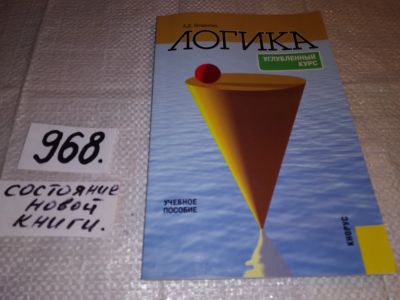 ЛОГИКА
УГЛУБЛЕННЫЙ
КУРС
УЧЕБНОЕ
ПОСОБИЕ
КНОРУС
968.
СОСТОЯНИЕ
НОВОЙ
КНИГИ.